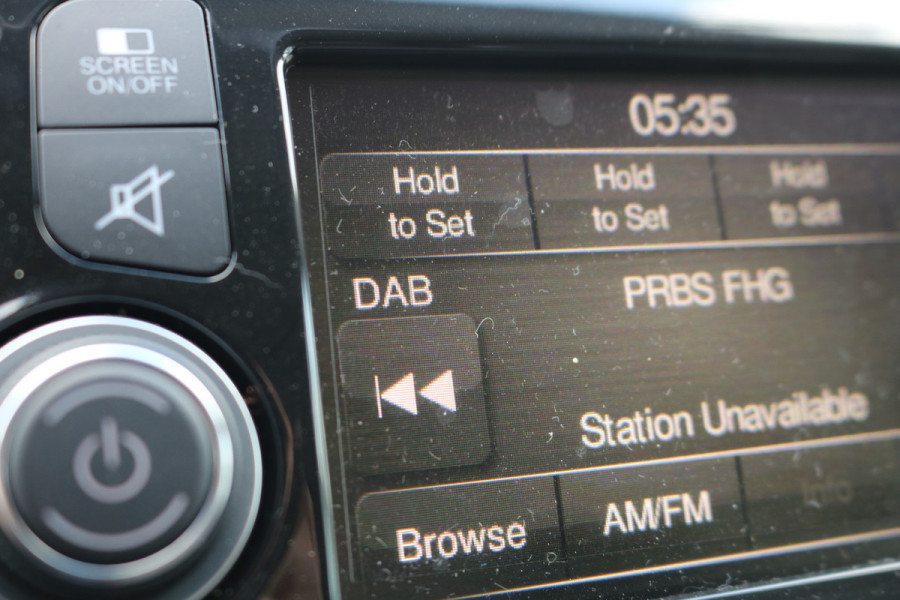 SCREEN
ON/OFF
05:35
Hold
to Set
Hold
to Set
Hold
to Set
DAB
PRBS FHG
Station Unavailable
Browse
AM/FM
Info